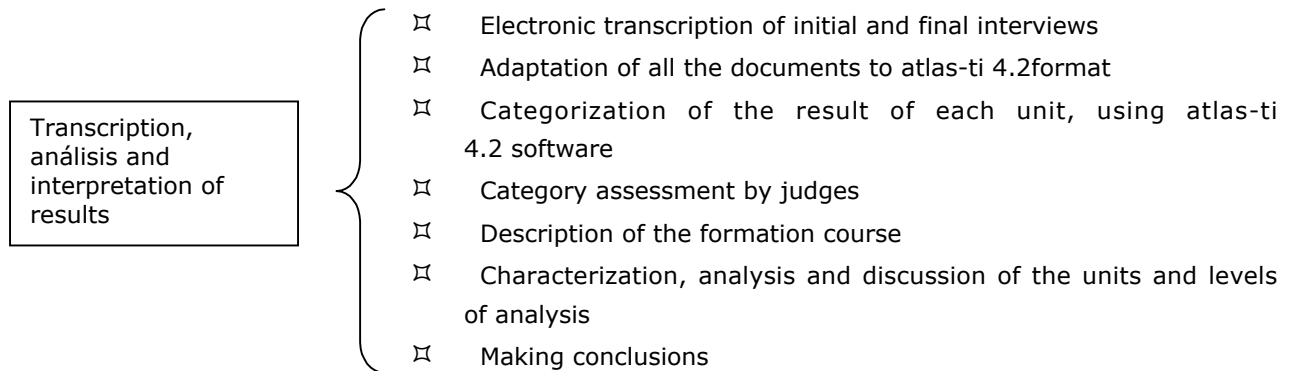 Transcription,
análisis and
interpretation of
results
¤ Electronic transcription of initial and final interviews
¤ Adaptation of all the documents to atlas-ti 4.2format
¤ Categorization of the result of each unit, using atlas-ti
4.2 software
¤ Category assessment by judges
¤ Description of the formation course
¤ Characterization, analysis and discussion of the units and levels
of analysis
¤ Making conclusions